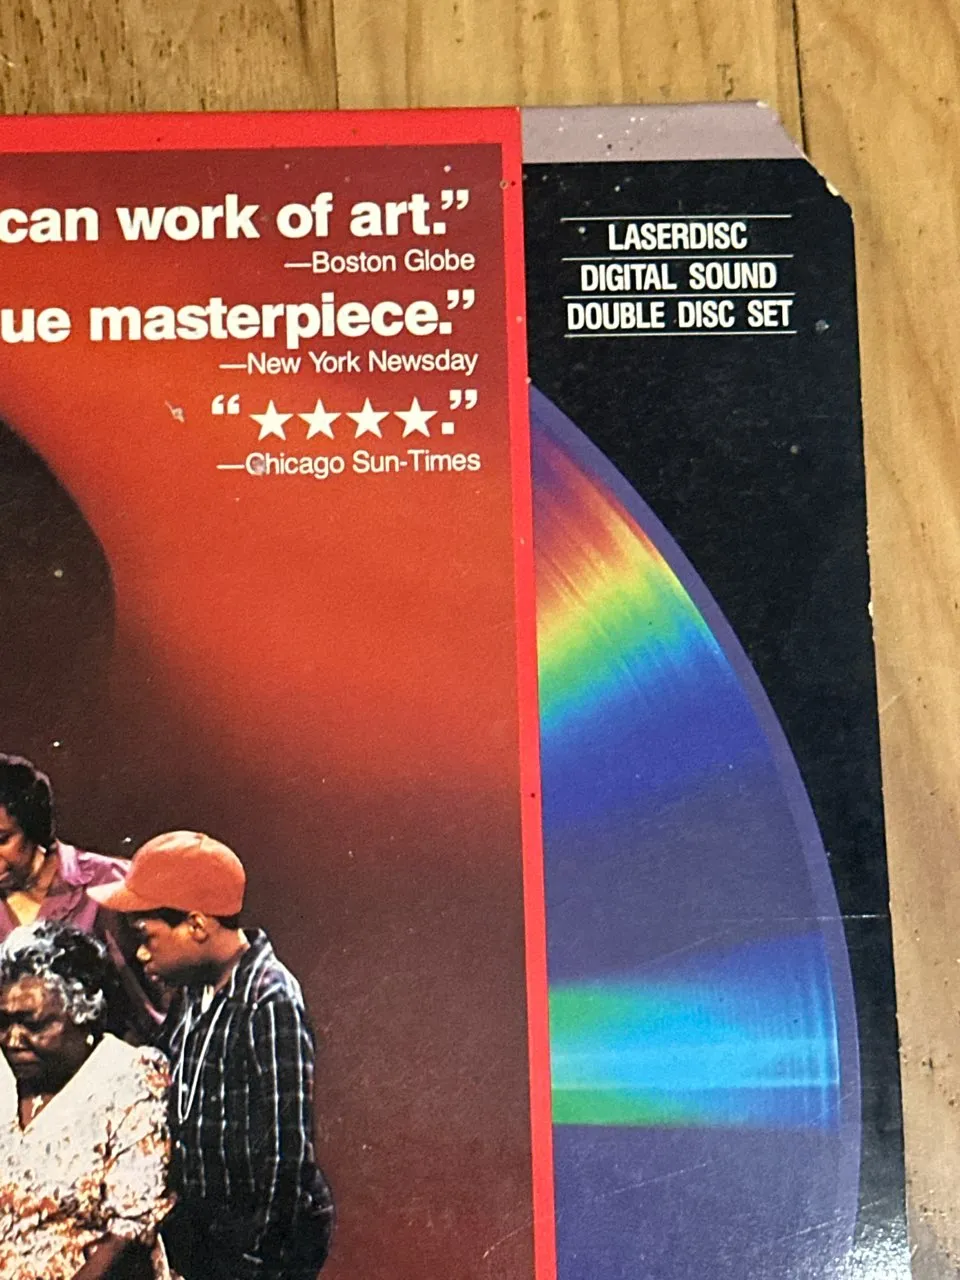 can work of art.”
—Boston Globe
ue masterpiece.”
—New York Newsday
“★★★★.”
—Chicago Sun-Times
LASERDISC
DIGITAL SOUND
DOUBLE DISC SET